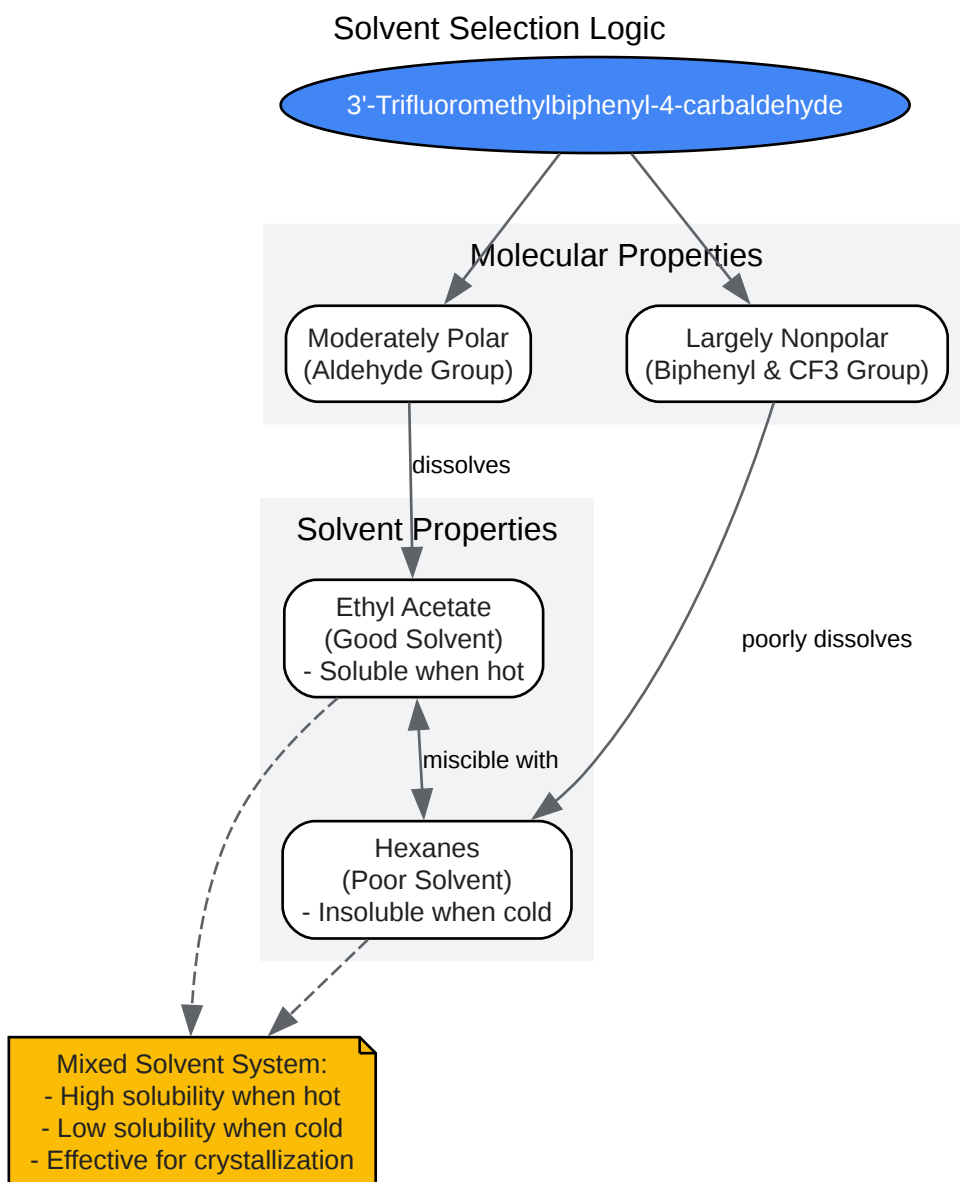 Solvent Selection Logic
3'-Trifluoromethylbiphenyl-4-carbaldehyde
Molecular Properties
Moderately Polar
(Aldehyde Group)
Largely Nonpolar
(Biphenyl & CF3 Group)
dissolves
Solvent Properties
Ethyl Acetate
(Good Solvent)
- Soluble when hot
poorly dissolves
miscible with
Hexanes
(Poor Solvent)
- Insoluble when cold
Mixed Solvent System:
- High solubility when hot
- Low solubility when cold
- Effective for crystallization